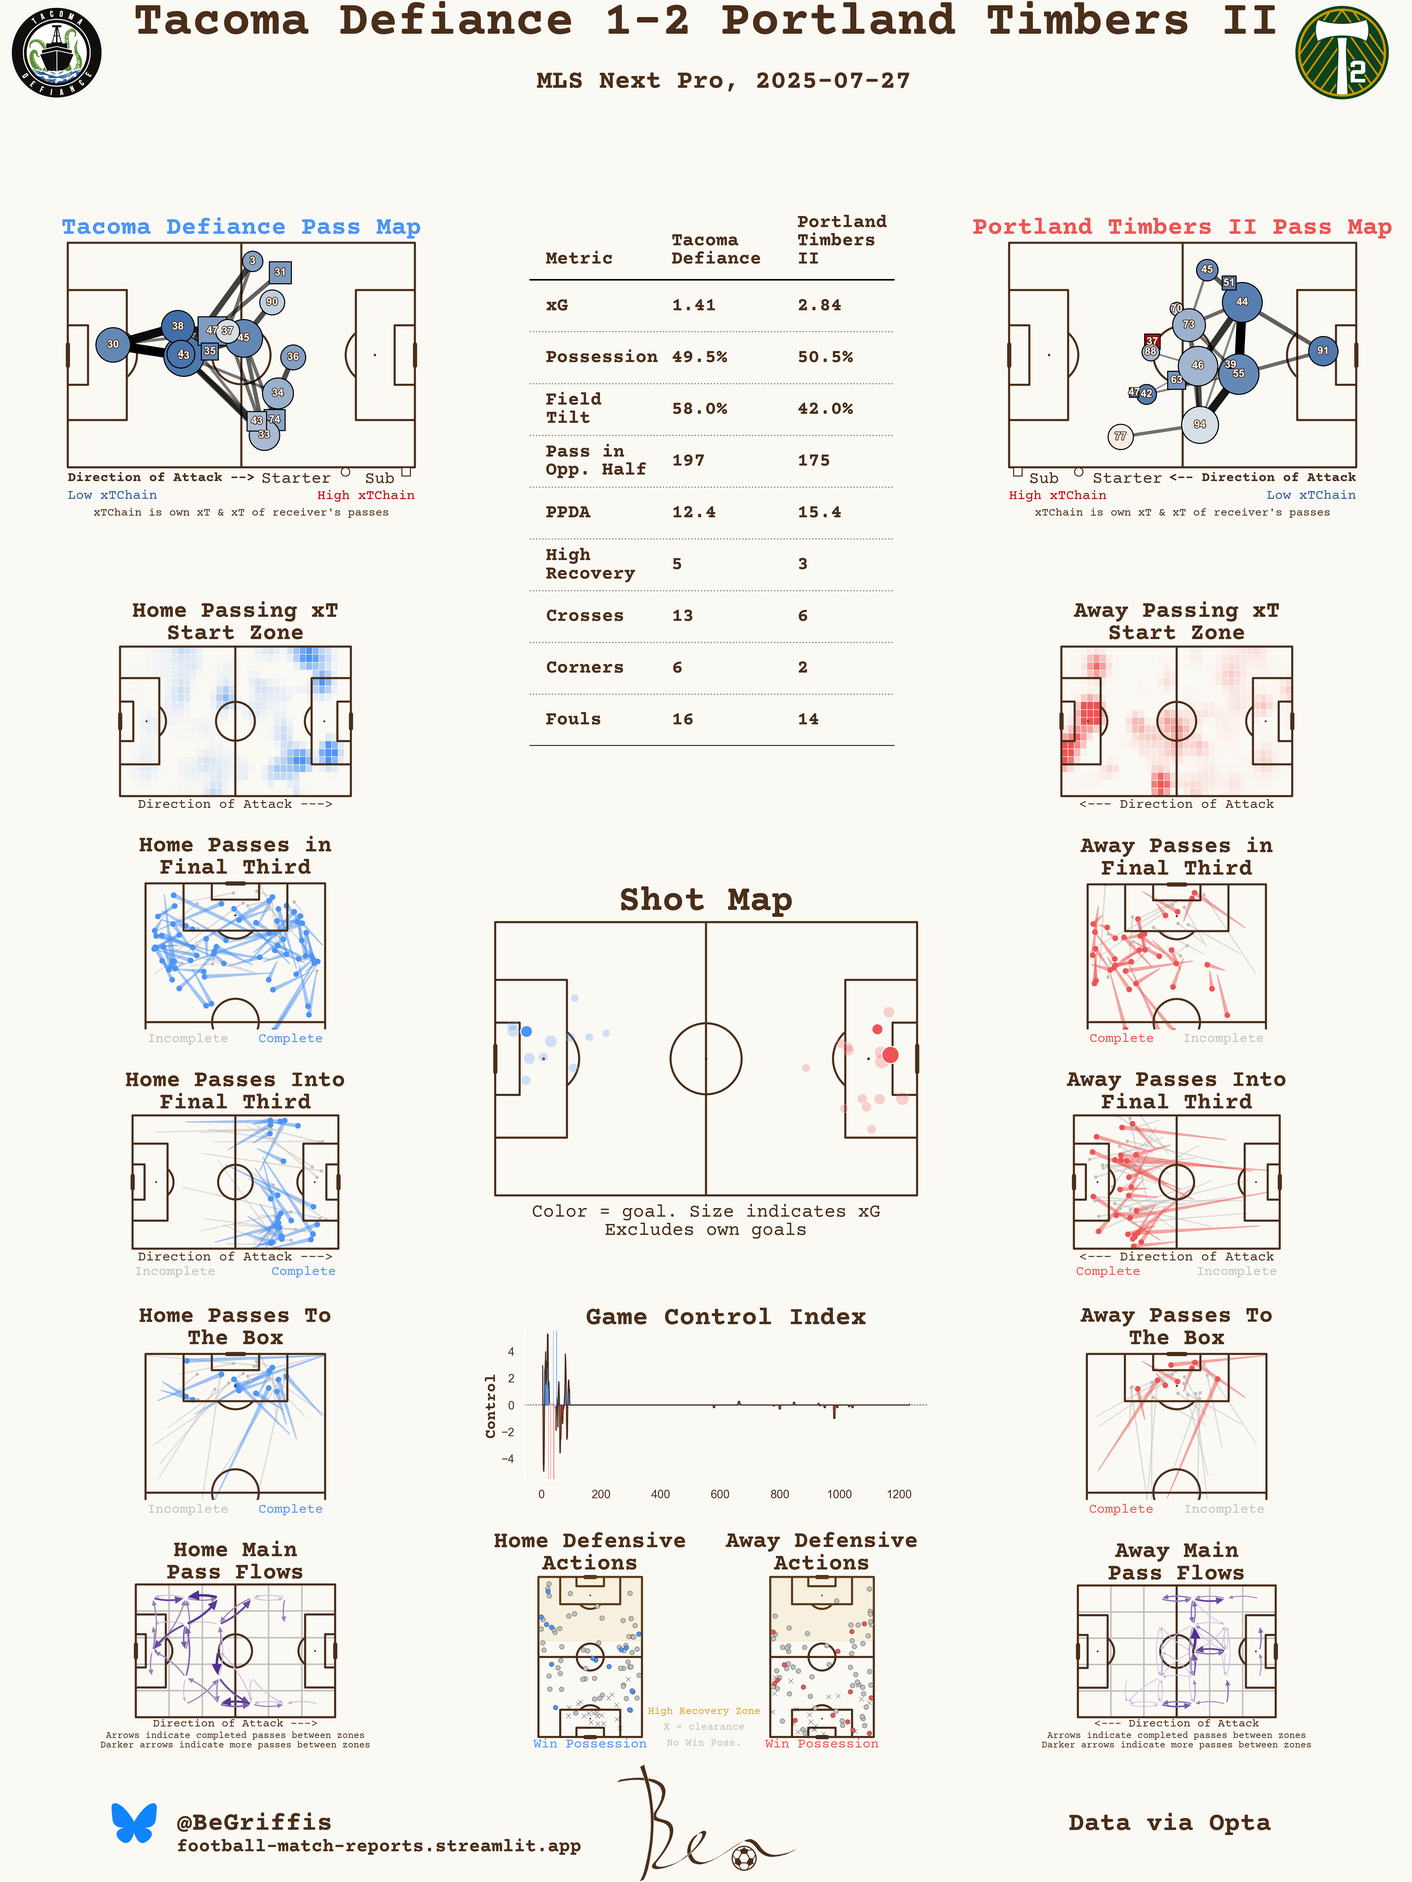 Tacoma Defiance 1-2 Portland Timbers II
MLS Next Pro, 2025-07-27
TACOMA
DEFIANCE
2
Tacoma Defiance Pass Map
3
31
90
38
47
37
45
30
43
35
36
34
43
74
33
Direction of Attack --> Starter Sub
Low xTChain High xTChain
xTChain is own xT & xT of receiver's passes
Metric Tacoma Defiance Portland Timbers II
xG 1.41 2.84
Possession 49.5% 50.5%
Field Tilt 58.0% 42.0%
Pass in Opp. Half 197 175
PPDA 12.4 15.4
High Recovery 5 3
Crosses 13 6
Corners 6 2
Fouls 16 14
Portland Timbers II Pass Map
45
51
44
70
73
37
88
91
46
39
55
63
47
42
94
77
Sub Starter <-- Direction of Attack
High xTChain Low xTChain
xTChain is own xT & xT of receiver's passes
Home Passing xT
Start Zone
Direction of Attack --->
Away Passing xT
Start Zone
<--- Direction of Attack
Home Passes in
Final Third
Incomplete Complete
Away Passes in
Final Third
Complete Incomplete
Shot Map
Color = goal. Size indicates xG
Excludes own goals
Home Passes Into
Final Third
Direction of Attack --->
Incomplete Complete
Away Passes Into
Final Third
<--- Direction of Attack
Complete Incomplete
Home Passes To
The Box
Incomplete Complete
Game Control Index
Control
4
2
0
−2
−4
0 200 400 600 800 1000 1200
Away Passes To
The Box
Complete Incomplete
Home Main
Pass Flows
Direction of Attack --->
Arrows indicate completed passes between zones
Darker arrows indicate more passes between zones
Home Defensive
Actions
Win Possession
High Recovery Zone
X = clearance
No Win Poss.
Away Defensive
Actions
Win Possession
Away Main
Pass Flows
<--- Direction of Attack
Arrows indicate completed passes between zones
Darker arrows indicate more passes between zones
@BeGriffis
football-match-reports.streamlit.app
Ben
Data via Opta